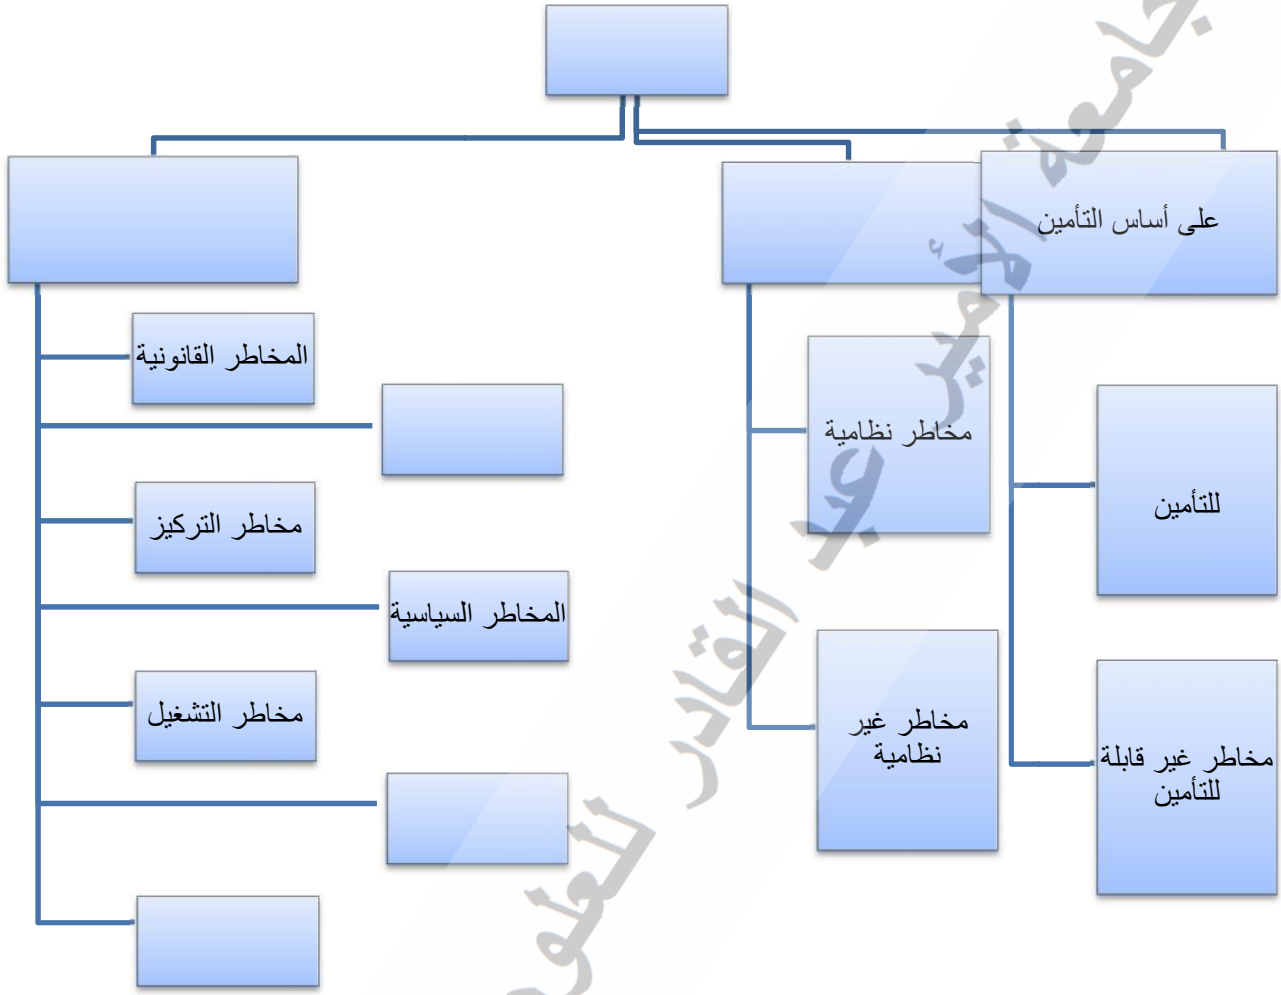 على أساس التأمين
للتأمين
مخاطر غير قابلة
للتأمين
مخاطر نظامية
مخاطر غير
نظامية
المخاطر القانونية
مخاطر التركيز
المخاطر السياسية
مخاطر التشغيل
جامعة الأمير عبد القادر للعلوم